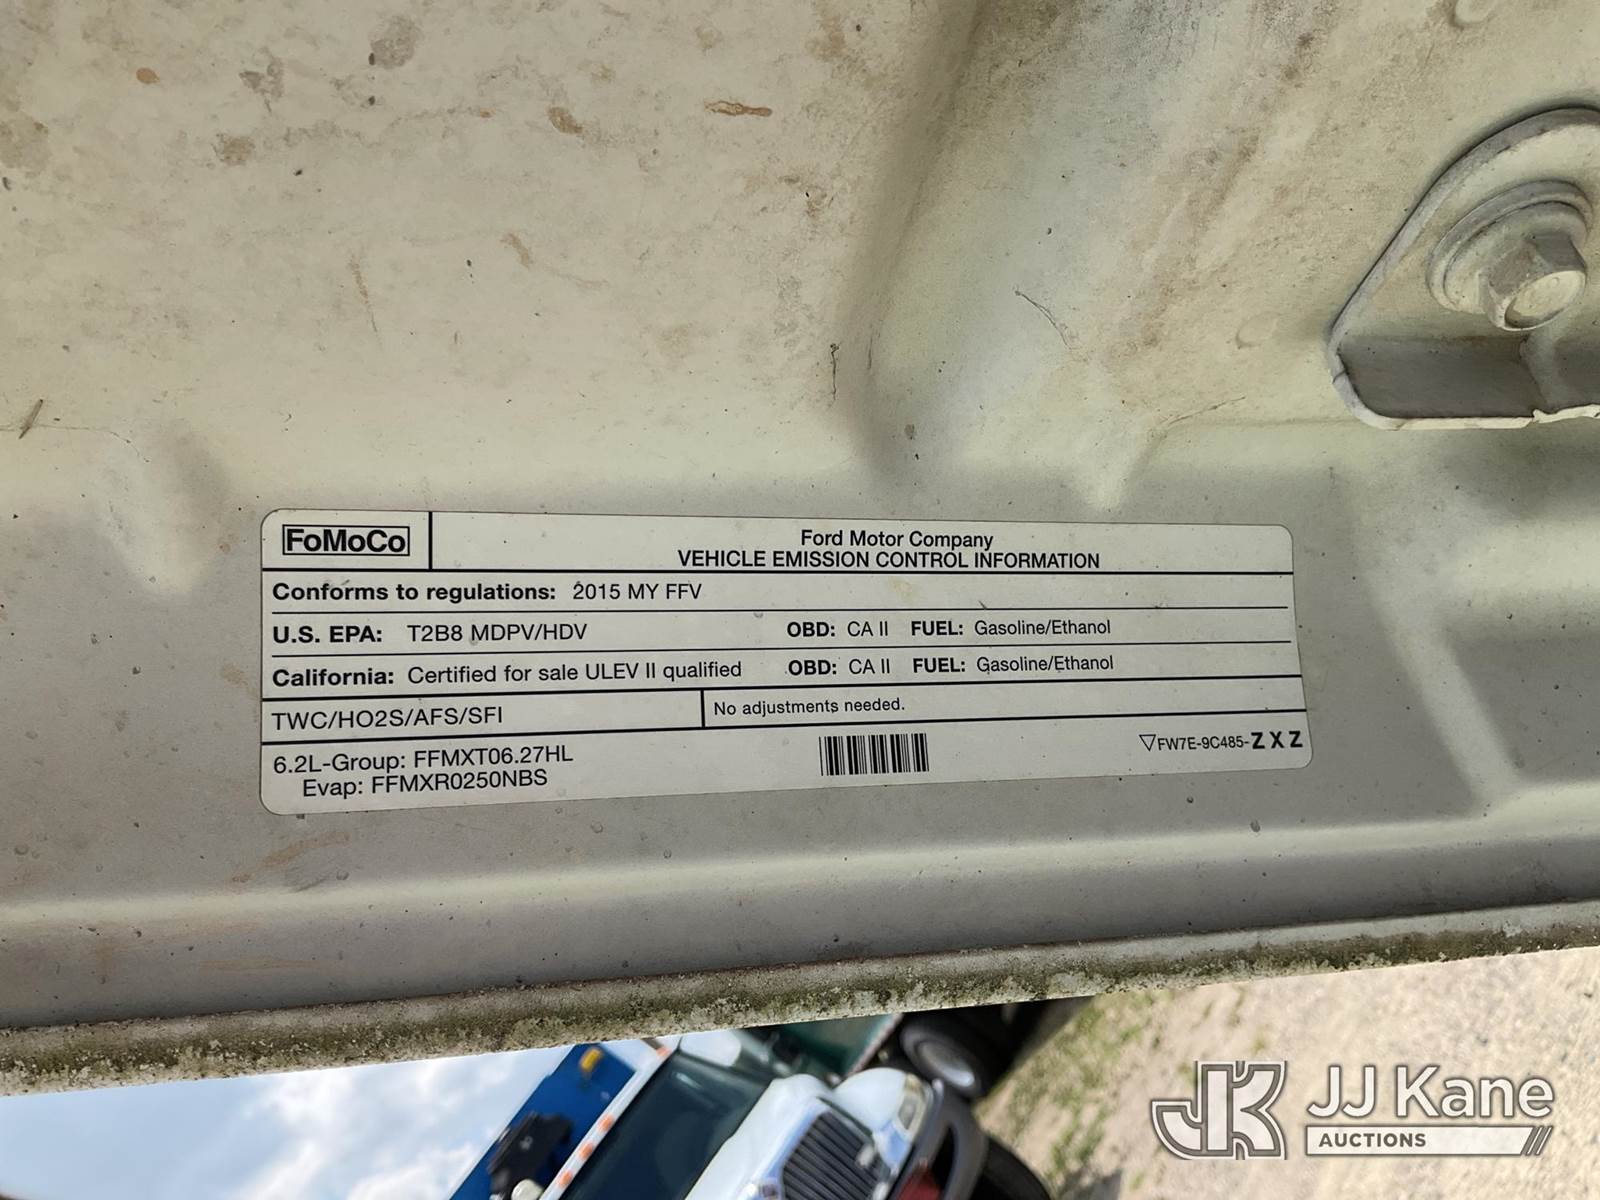 FoMoCo
Ford Motor Company
VEHICLE EMISSION CONTROL INFORMATION
Conforms to regulations: 2015 MY FFV
U.S. EPA: T2B8 MDPV/HDV OBD: CA II FUEL: Gasoline/Ethanol
California: Certified for sale ULEV II qualified OBD: CA II FUEL: Gasoline/Ethanol
TWC/HO2S/AFS/SFI No adjustments needed.
6.2L-Group: FFMXT06.27HL
Evap: FFMXR0250NBS
▽FW7E-9C485-Z X Z
JK JJ Kane
AUCTIONS